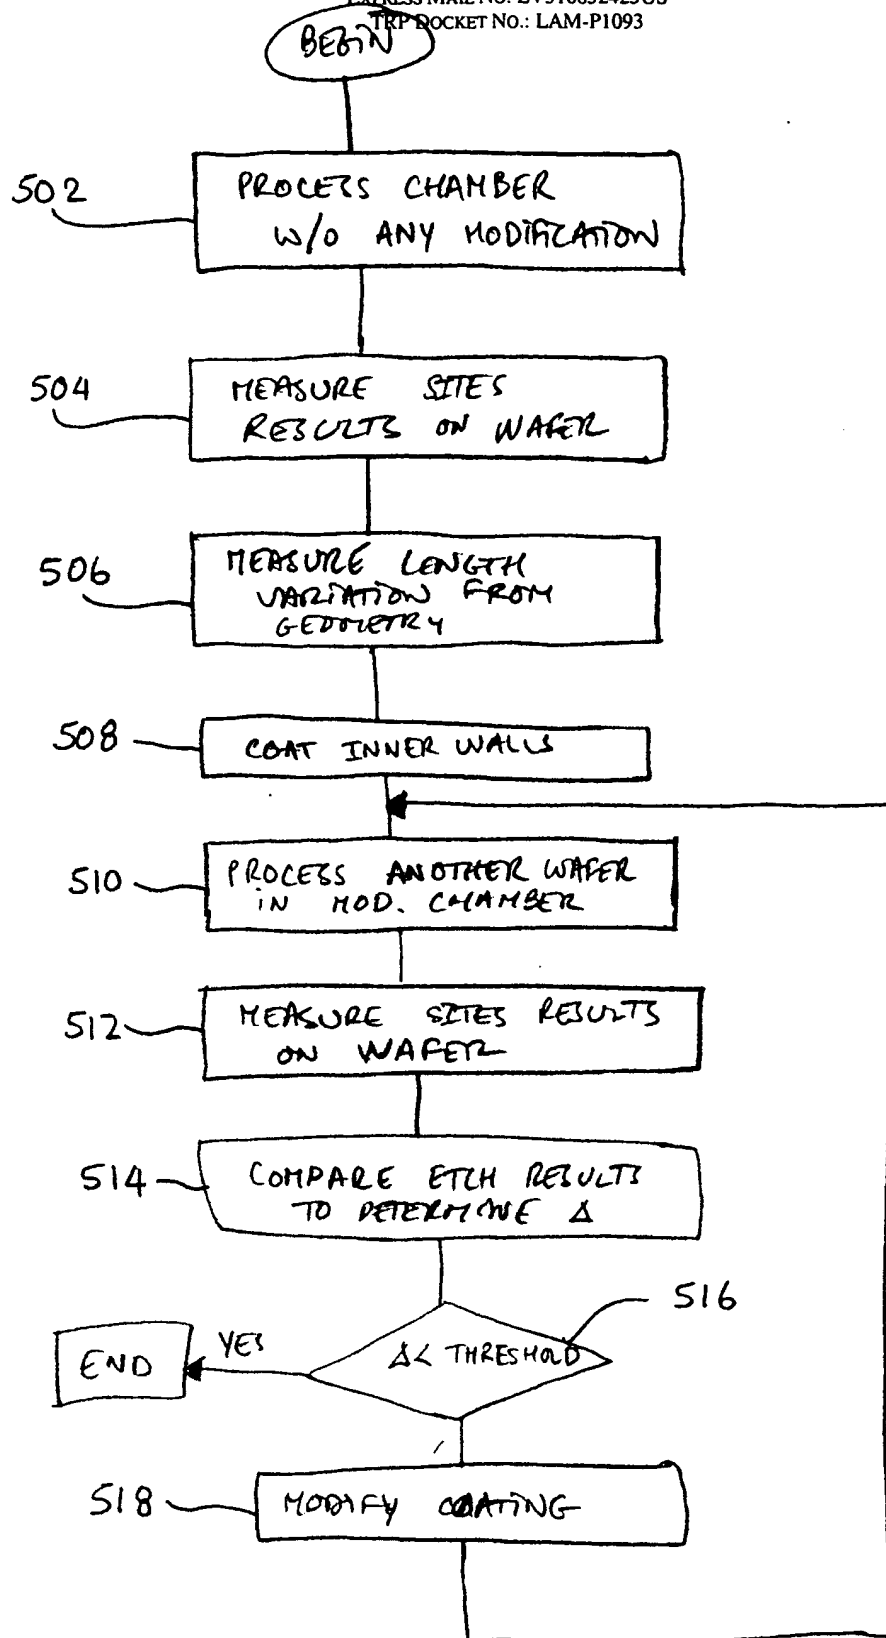 TRP DOCKET NO.: LAM-P1093
BEGIN
502
PROCESS CHAMBER
W/O ANY MODIFICATION
504
MEASURE SITES
RESULTS ON WAFER
506
MEASURE LENGTH
VARIATION FROM
GEOMETRY
508
COAT INNER WALLS
510
PROCESS ANOTHER WAFER
IN MOD. CHAMBER
512
MEASURE SITES RESULTS
ON WAFER
514
COMPARE ETCH RESULTS
TO DETERMINE Δ
516
END
YES
Δ< THRESHOLD
518
MODIFY COATING